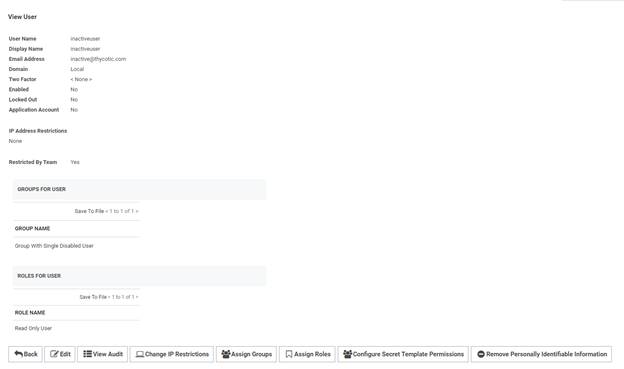 View User
User Name inactiveuser
Display Name inactiveuser
Email Address inactive@thycotic.com
Domain Local
Two Factor < None >
Enabled No
Locked Out No
Application Account No
IP Address Restrictions
None
Restricted By Team Yes
GROUPS FOR USER
Save To File < 1 to 1 of 1 >
GROUP NAME
Group With Single Disabled User
ROLES FOR USER
Save To File < 1 to 1 of 1 >
ROLE NAME
Read Only User
Back Edit View Audit Change IP Restrictions Assign Groups Assign Roles Configure Secret Template Permissions Remove Personally Identifiable Information